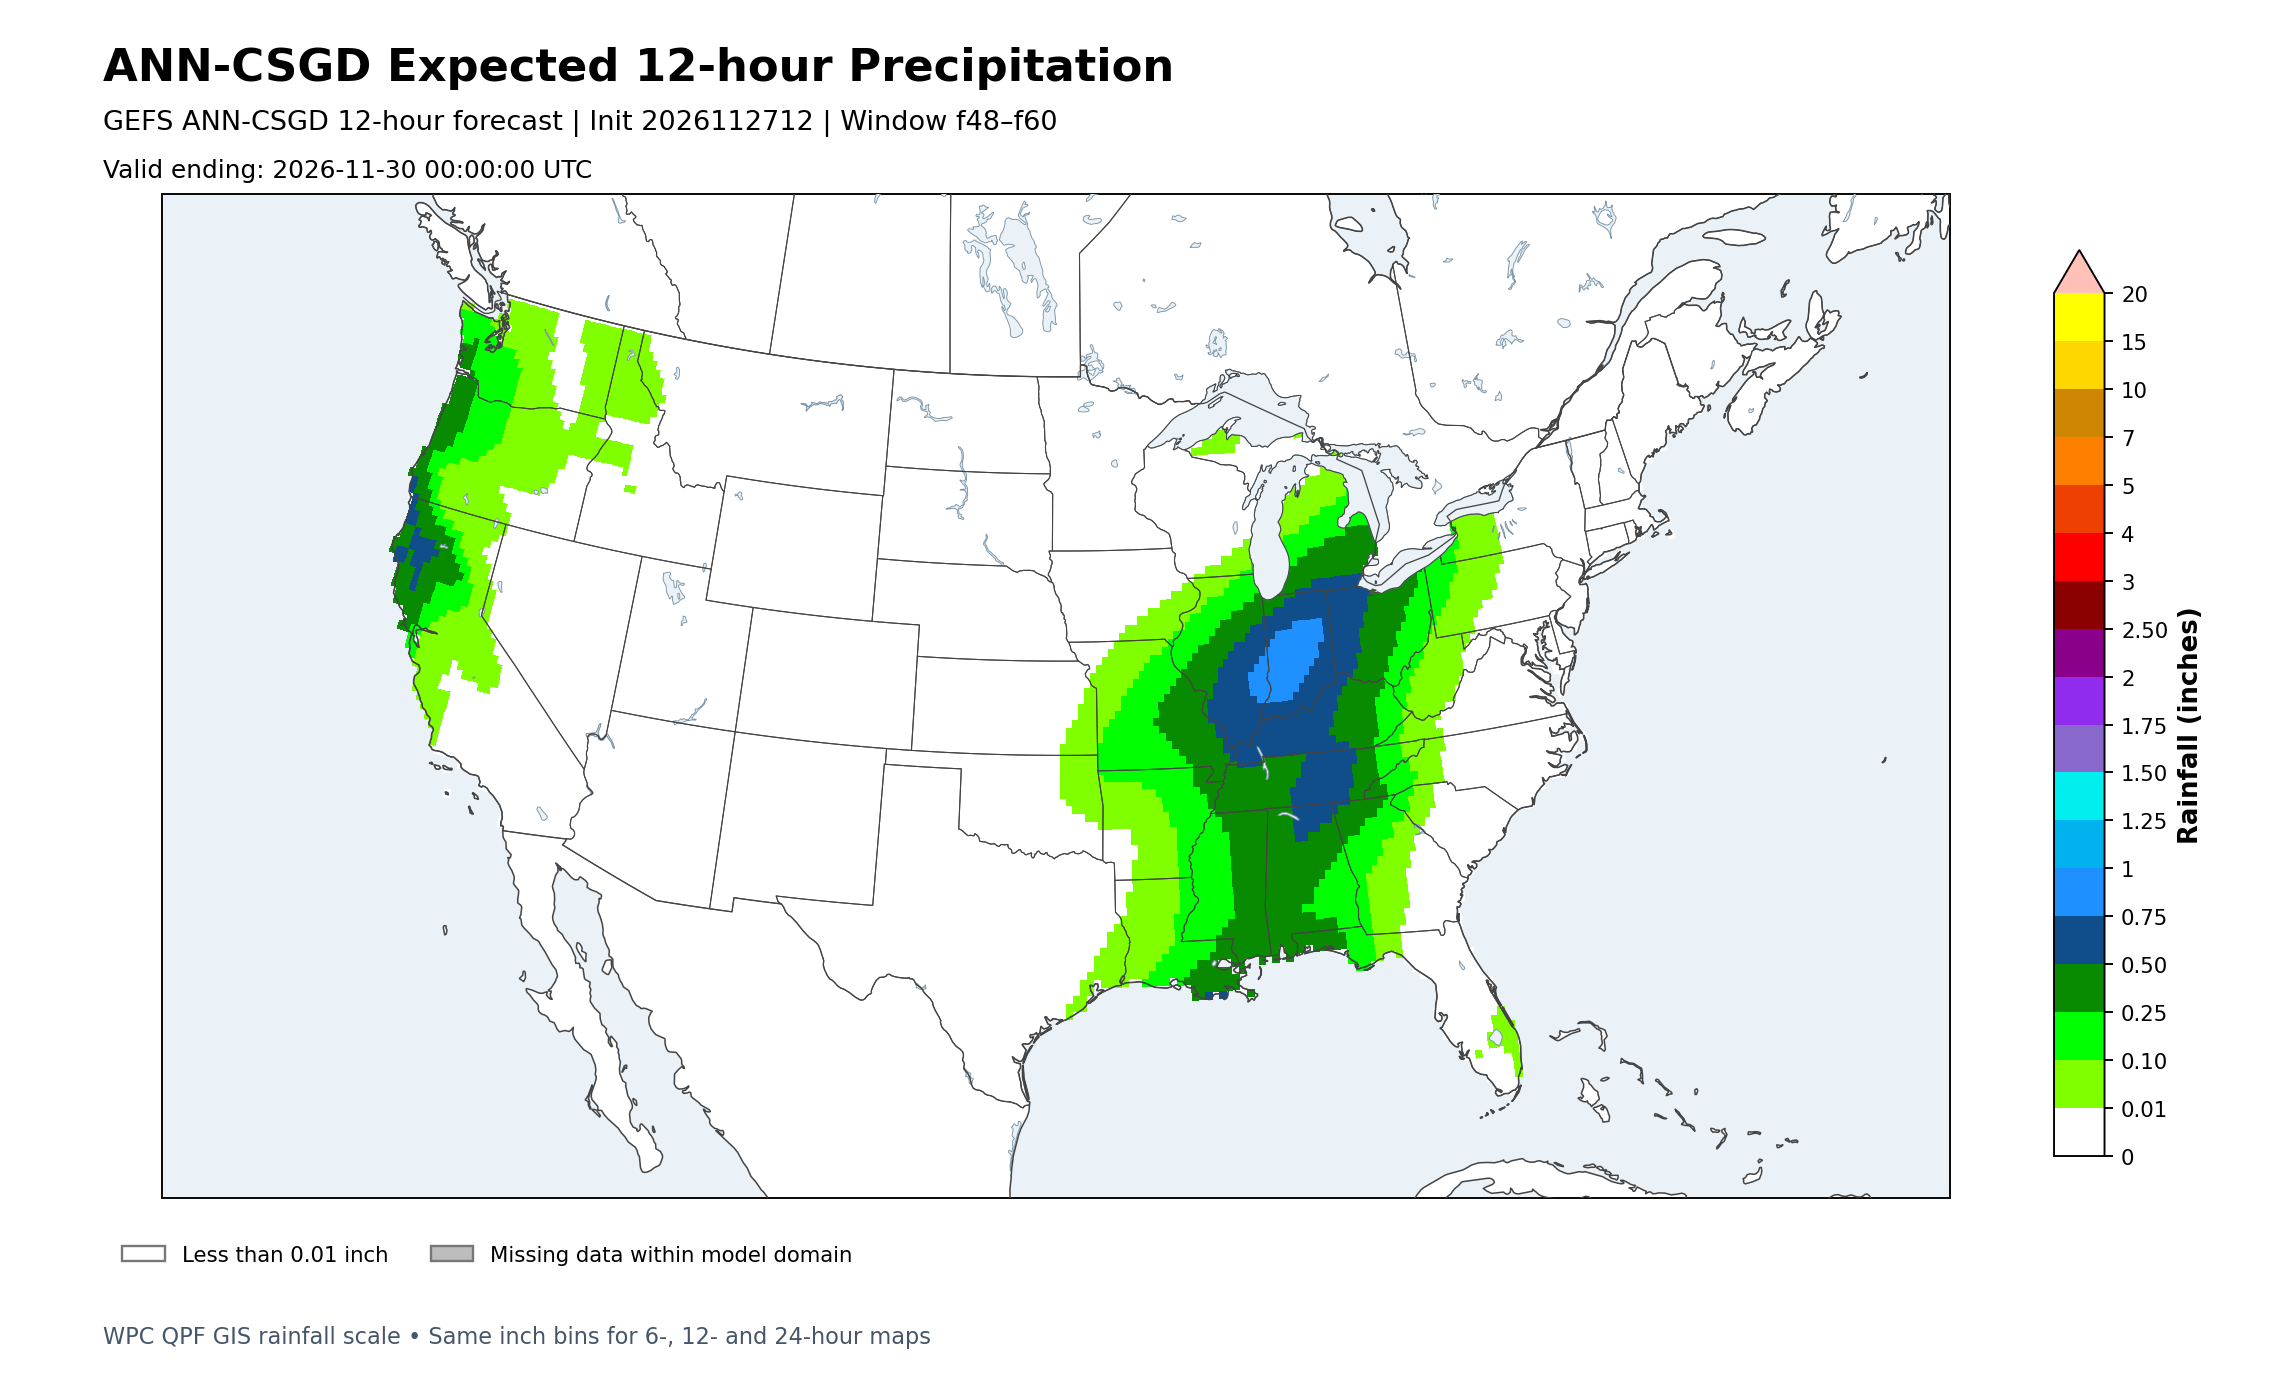 ANN-CSGD Expected 12-hour Precipitation
GEFS ANN-CSGD 12-hour forecast | Init 2026112712 | Window f48–f60
Valid ending: 2026-11-30 00:00:00 UTC
20
15
10
7
5
4
3
2.50
2
1.75
1.50
1.25
1
0.75
0.50
0.25
0.10
0.01
0
Rainfall (inches)
Less than 0.01 inch
Missing data within model domain
WPC QPF GIS rainfall scale • Same inch bins for 6-, 12- and 24-hour maps